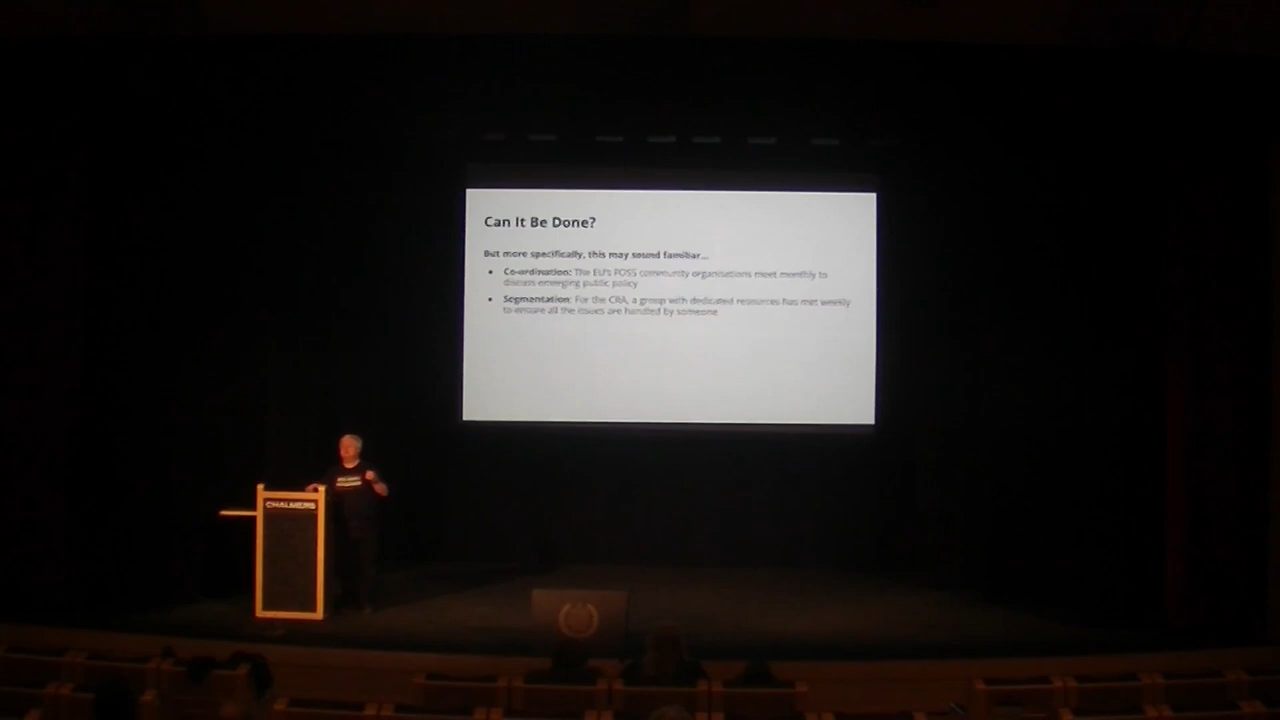 Can It Be Done?
But more specifically, this may sound familiar...
• Co-ordination: The EU's FOSS community organisations meet monthly to
discuss emerging public policy
• Segmentation: For the CRA, a group with dedicated resources has met weekly
to ensure all the issues are handled by someone
CHALMERS